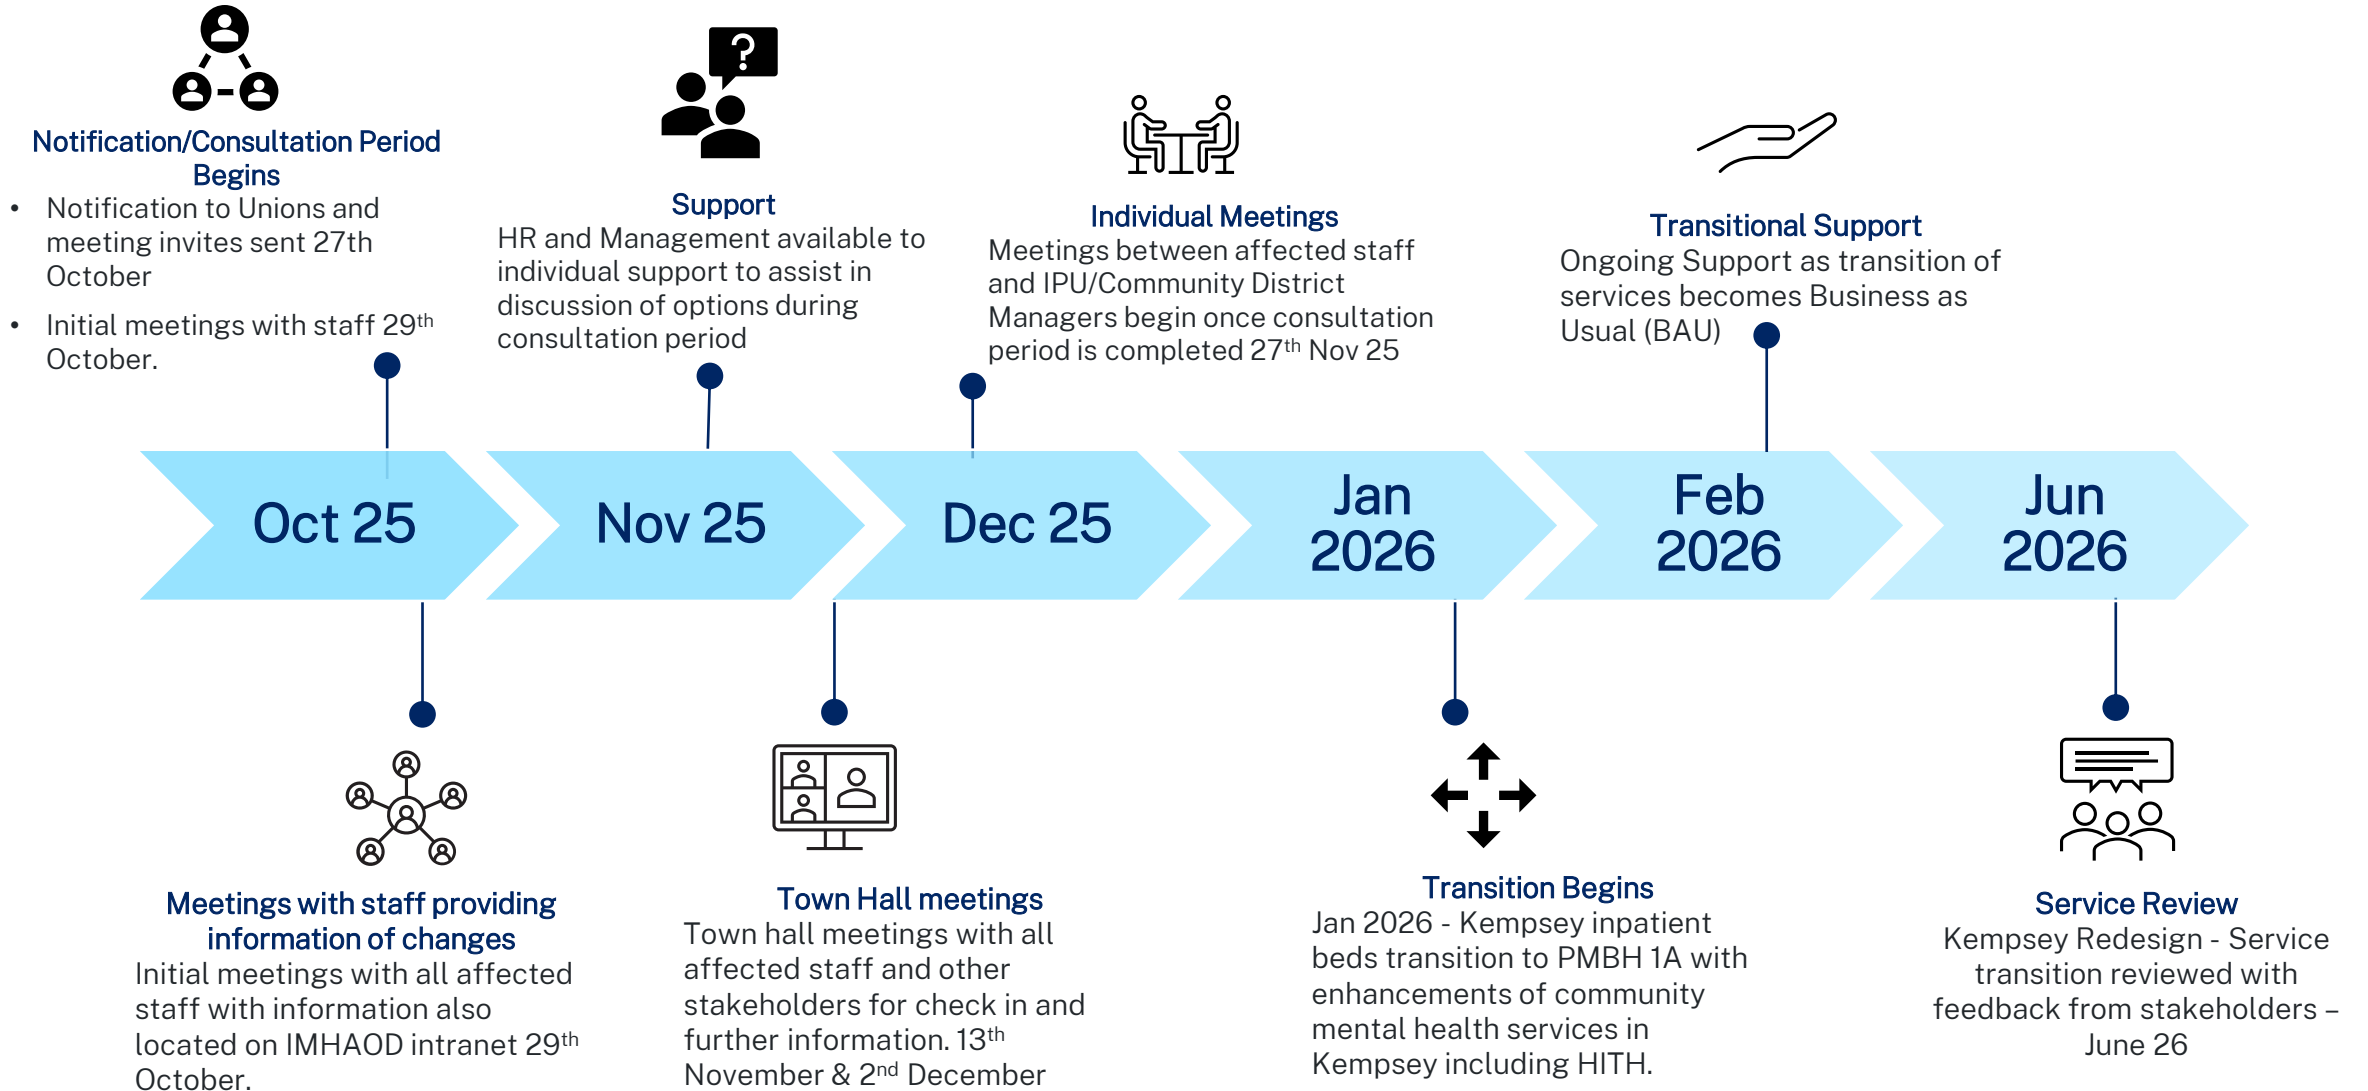 Notification/Consultation Period
Begins
• Notification to Unions and
meeting invites sent 27th
October
• Initial meetings with staff 29th
October.
Support
HR and Management available to
individual support to assist in
discussion of options during
consultation period
Individual Meetings
Meetings between affected staff
and IPU/Community District
Managers begin once consultation
period is completed 27th Nov 25
Transitional Support
Ongoing Support as transition of
services becomes Business as
Usual (BAU)
Oct 25
Nov 25
Dec 25
Jan
2026
Feb
2026
Jun
2026
Meetings with staff providing
information of changes
Initial meetings with all affected
staff with information also
located on IMHAOD intranet 29th
October.
Town Hall meetings
Town hall meetings with all
affected staff and other
stakeholders for check in and
further information. 13th
November & 2nd December
Transition Begins
Jan 2026 - Kempsey inpatient
beds transition to PMBH 1A with
enhancements of community
mental health services in
Kempsey including HITH.
Service Review
Kempsey Redesign - Service
transition reviewed with
feedback from stakeholders –
June 26